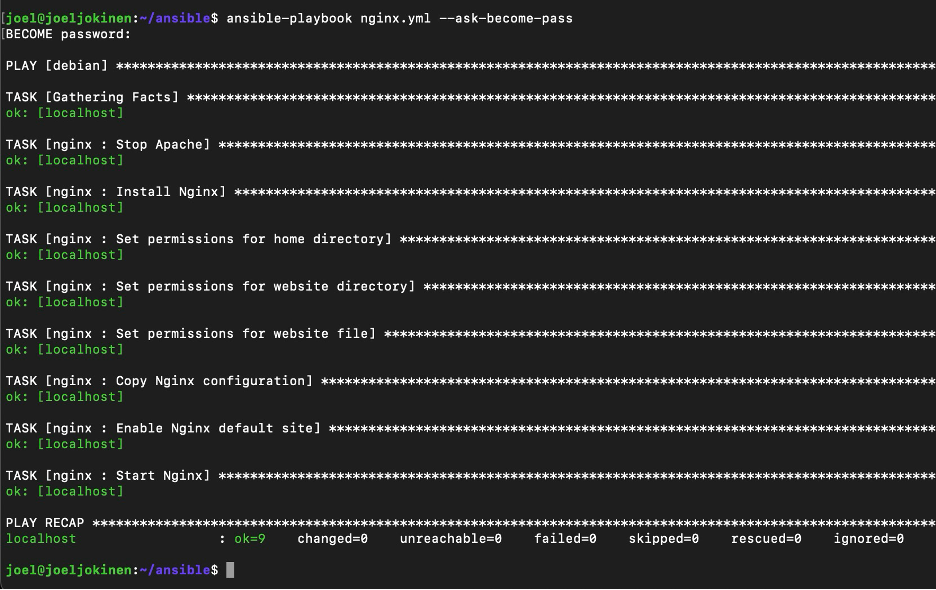 [joel@joeljokinen:~/ansible$ ansible-playbook nginx.yml --ask-become-pass
[BECOME password:
PLAY [debian] *********************************************************************************************************
TASK [Gathering Facts] ************************************************************************************************
ok: [localhost]
TASK [nginx : Stop Apache] ********************************************************************************************
ok: [localhost]
TASK [nginx : Install Nginx] ******************************************************************************************
ok: [localhost]
TASK [nginx : Set permissions for home directory] *********************************************************************
ok: [localhost]
TASK [nginx : Set permissions for website directory] ******************************************************************
ok: [localhost]
TASK [nginx : Set permissions for website file] ***********************************************************************
ok: [localhost]
TASK [nginx : Copy Nginx configuration] *******************************************************************************
ok: [localhost]
TASK [nginx : Enable Nginx default site] ******************************************************************************
ok: [localhost]
TASK [nginx : Start Nginx] ********************************************************************************************
ok: [localhost]
PLAY RECAP ************************************************************************************************************
localhost                  : ok=9    changed=0    unreachable=0    failed=0    skipped=0    rescued=0    ignored=0
joel@joeljokinen:~/ansible$